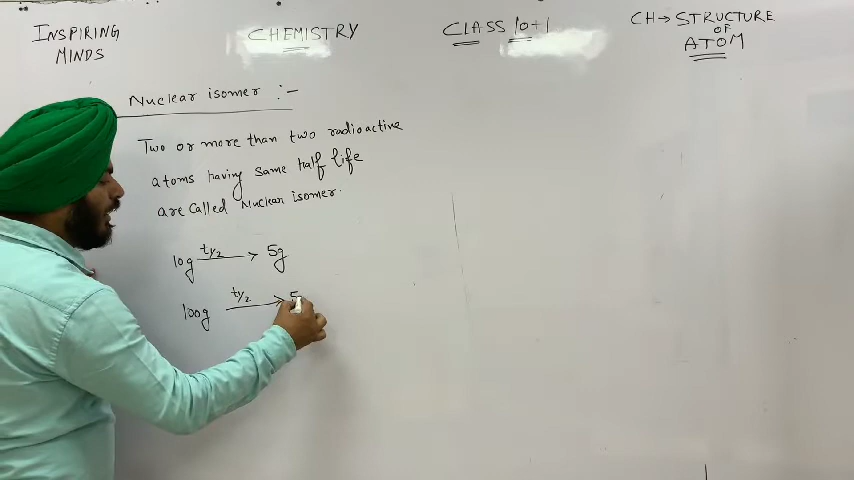 INSPIRING
MINDS
CHEMISTRY
CLASS 10+1
CH→ STRUCTURE
OF
ATOM
Nuclear isomer :-
Two or more than two radioactive
atoms having same half life
are called Nuclear isomer.
10g t1/2 → 5g
100g t1/2 → 5